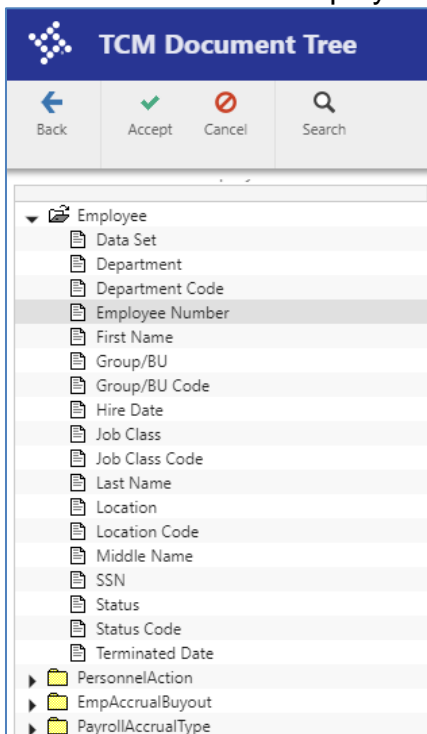 TCM Document Tree
Back Accept Cancel Search
Employee
Data Set
Department
Department Code
Employee Number
First Name
Group/BU
Group/BU Code
Hire Date
Job Class
Job Class Code
Last Name
Location
Location Code
Middle Name
SSN
Status
Status Code
Terminated Date
PersonnelAction
EmpAccrualBuyout
PayrollAccrualType